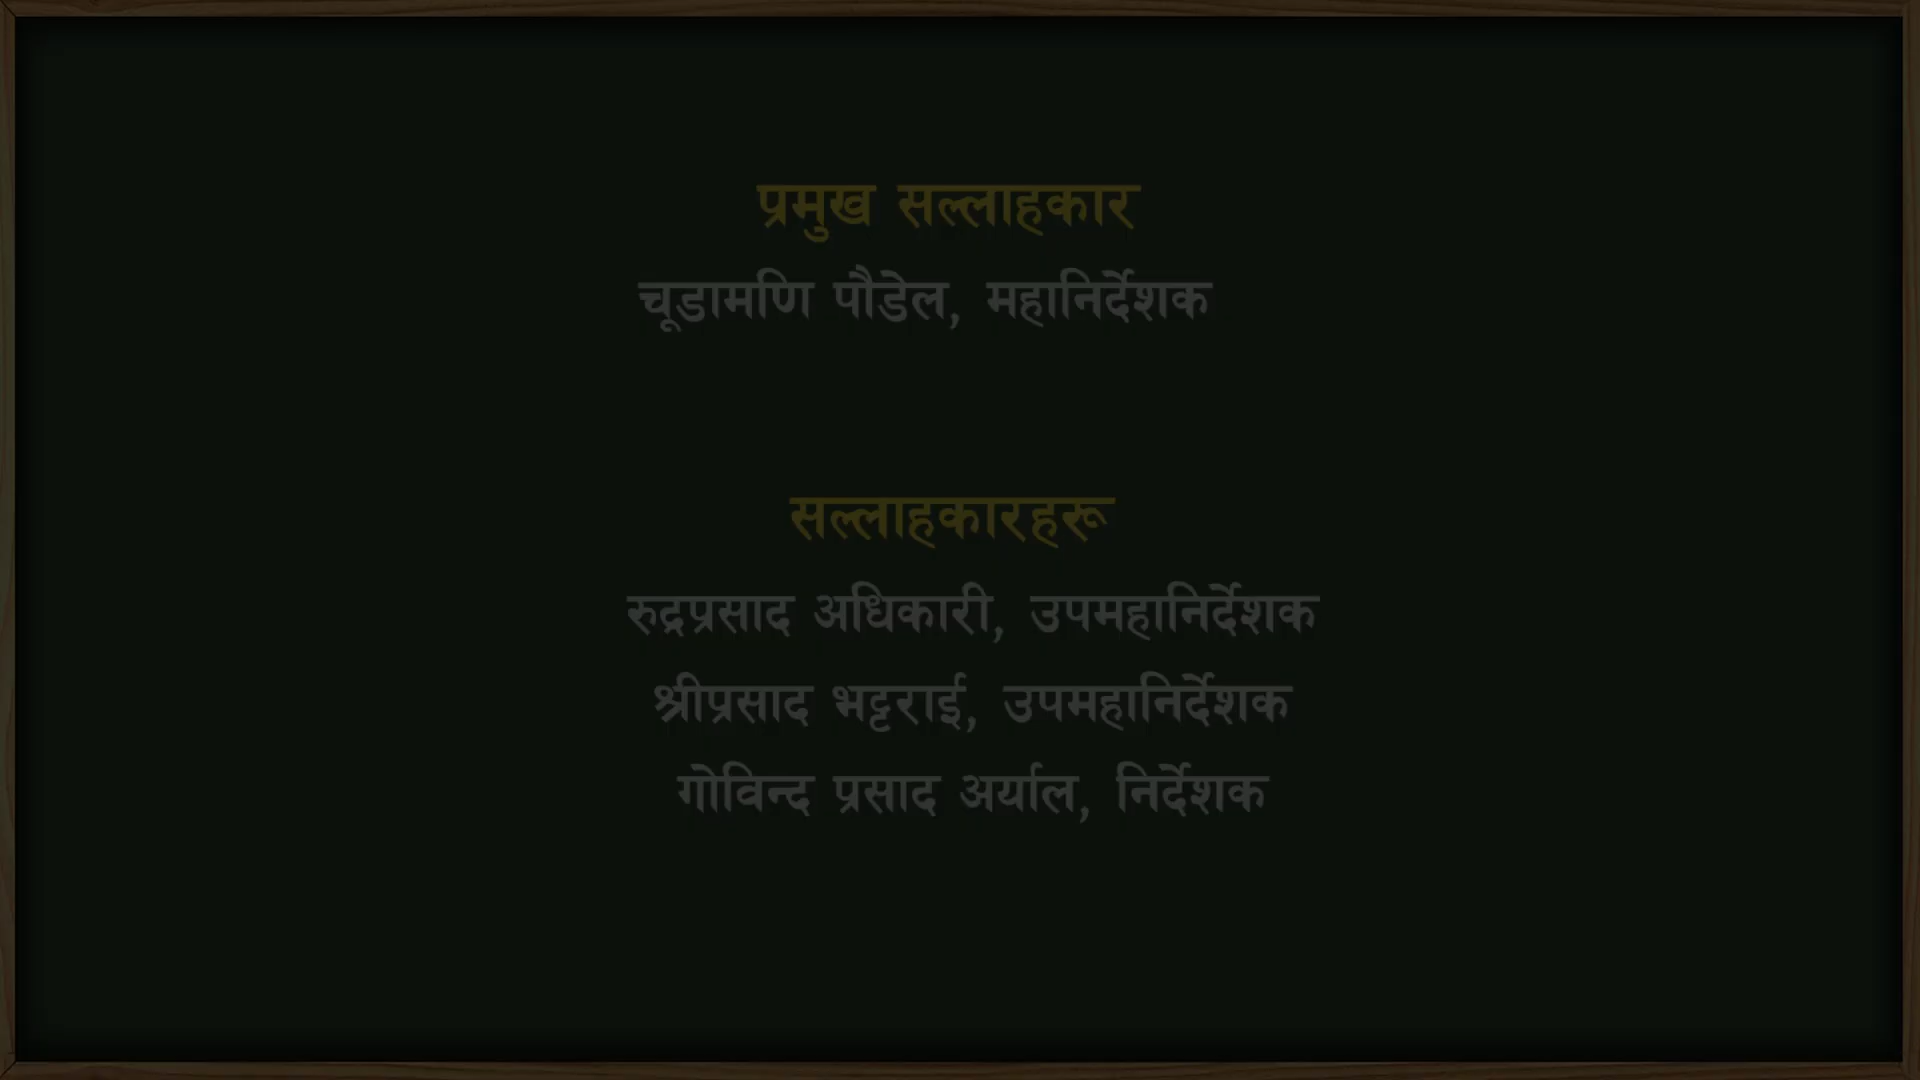 प्रमुख सल्लाहकार
चूडामणि पौडेल, महानिर्देशक
सल्लाहकारहरू
रुद्रप्रसाद अधिकारी, उपमहानिर्देशक
श्रीप्रसाद भट्टराई, उपमहानिर्देशक
गोविन्द प्रसाद अर्याल, निर्देशक